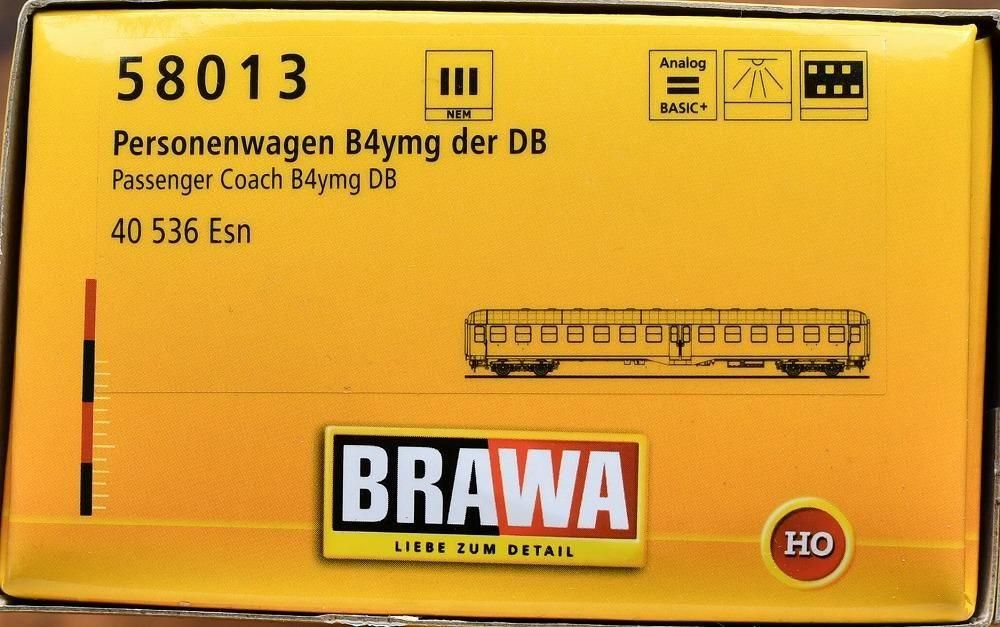 58013
III
NEM
Analog
BASIC+
Personenwagen B4ymg der DB
Passenger Coach B4ymg DB
40 536 Esn
BRAWA
LIEBE ZUM DETAIL
HO